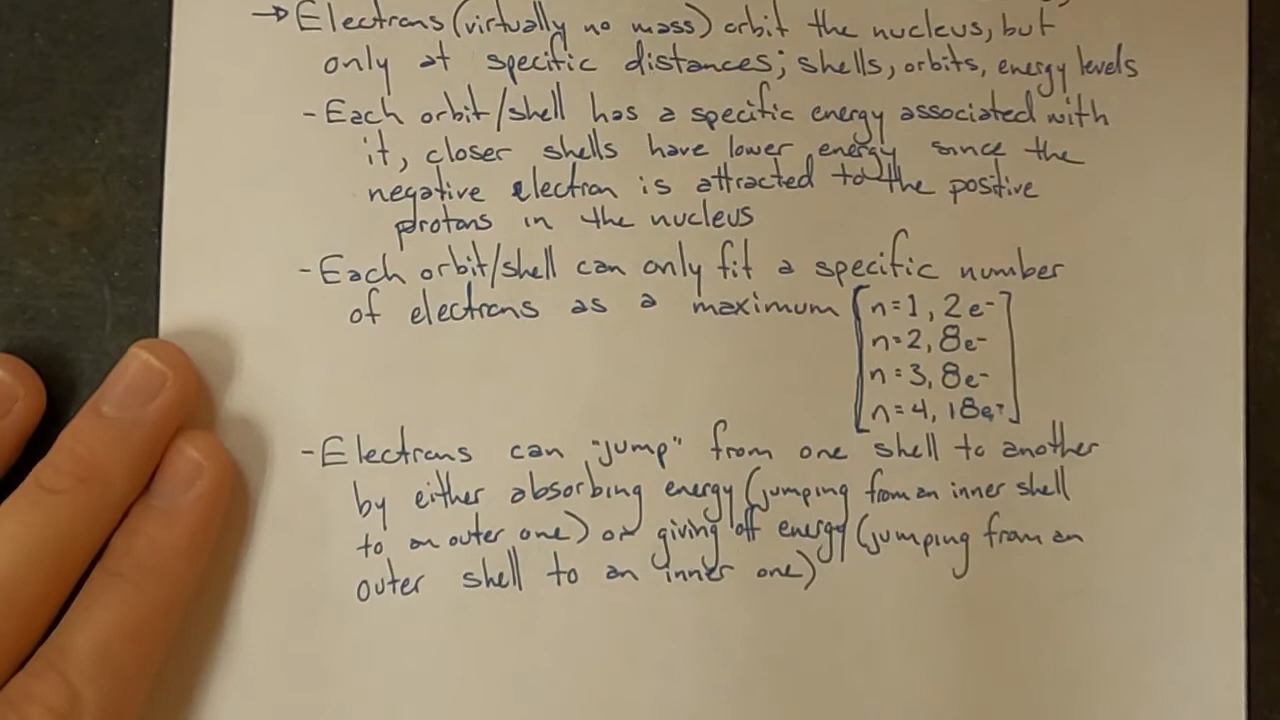 → Electrons (virtually no mass) orbit the nucleus, but
only at specific distances; shells, orbits, energy levels
- Each orbit/shell has a specific energy associated with
it, closer shells have lower energy since the
negative electron is attracted to the positive
protons in the nucleus
- Each orbit/shell can only fit a specific number
of electrons as a maximum [n=1, 2e-]
n=2, 8e-
n=3, 8e-
n=4, 18e-
- Electrons can "jump" from one shell to another
by either absorbing energy (jumping from an inner shell
to an outer one) or giving off energy (jumping from an
outer shell to an inner one)